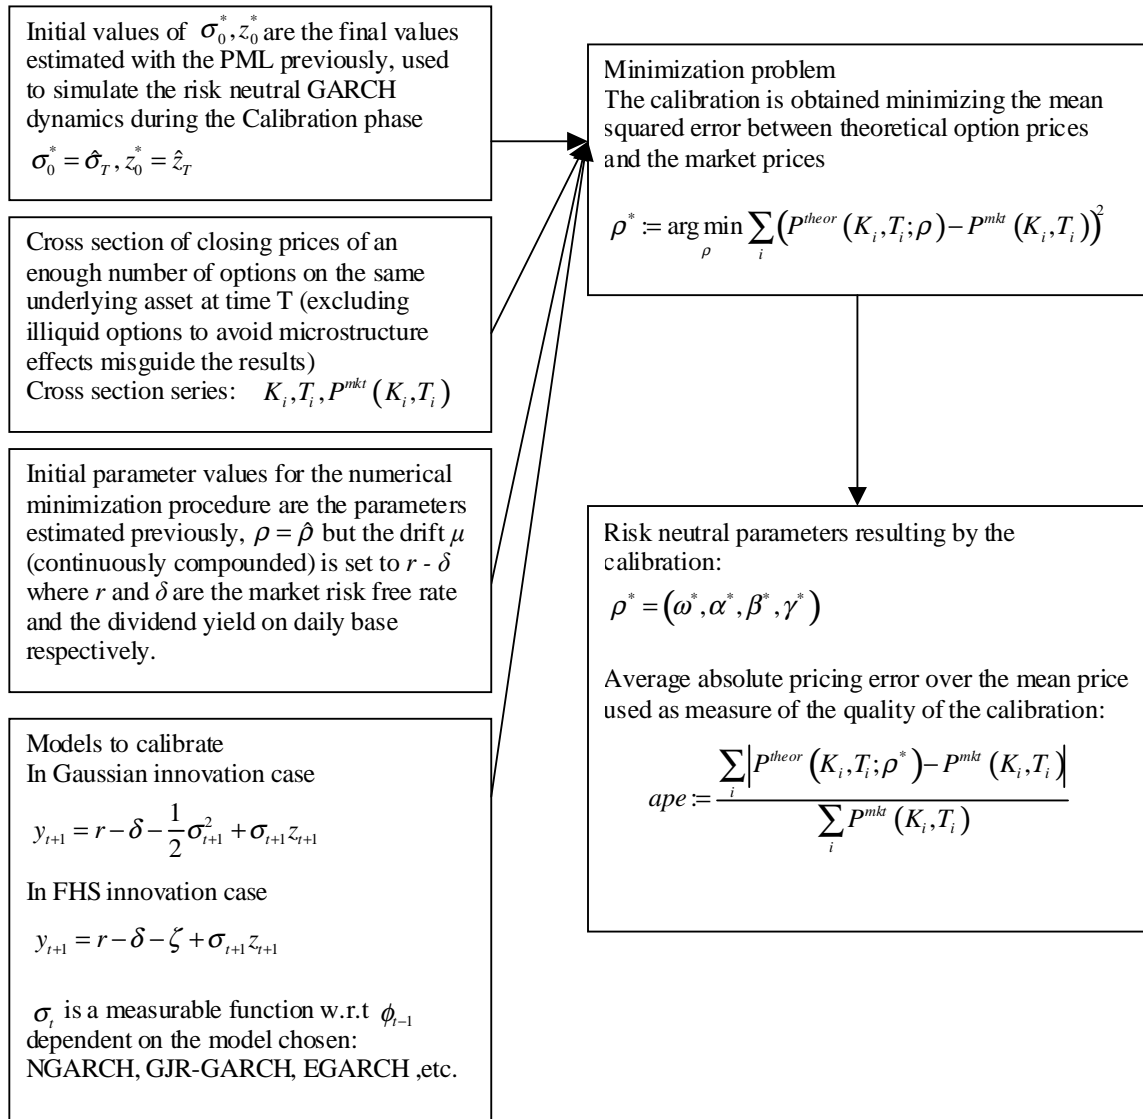 Initial values of σ₀*, z₀* are the final values
estimated with the PML previously, used
to simulate the risk neutral GARCH
dynamics during the Calibration phase
σ₀* = σ̂_T, z₀* = ẑ_T
Cross section of closing prices of an
enough number of options on the same
underlying asset at time T (excluding
illiquid options to avoid microstructure
effects misguide the results)
Cross section series: K_i, T_i, P^mkt (K_i, T_i)
Initial parameter values for the numerical
minimization procedure are the parameters
estimated previously, ρ = ρ̂ but the drift μ
(continuously compounded) is set to r - δ
where r and δ are the market risk free rate
and the dividend yield on daily base
respectively.
Models to calibrate
In Gaussian innovation case
y_{t+1} = r − δ − 1/2 σ²_{t+1} + σ_{t+1} z_{t+1}
In FHS innovation case
y_{t+1} = r − δ − ζ + σ_{t+1} z_{t+1}
σ_t is a measurable function w.r.t ϕ_{t−1}
dependent on the model chosen:
NGARCH, GJR-GARCH, EGARCH ,etc.
Minimization problem
The calibration is obtained minimizing the mean
squared error between theoretical option prices
and the market prices
ρ* := arg min_ρ ∑_i (P^theor (K_i, T_i; ρ) − P^mkt (K_i, T_i))²
Risk neutral parameters resulting by the
calibration:
ρ* = (ω*, α*, β*, γ*)
Average absolute pricing error over the mean price
used as measure of the quality of the calibration:
ape := ∑_i |P^theor (K_i, T_i; ρ*) − P^mkt (K_i, T_i)| / ∑_i P^mkt (K_i, T_i)